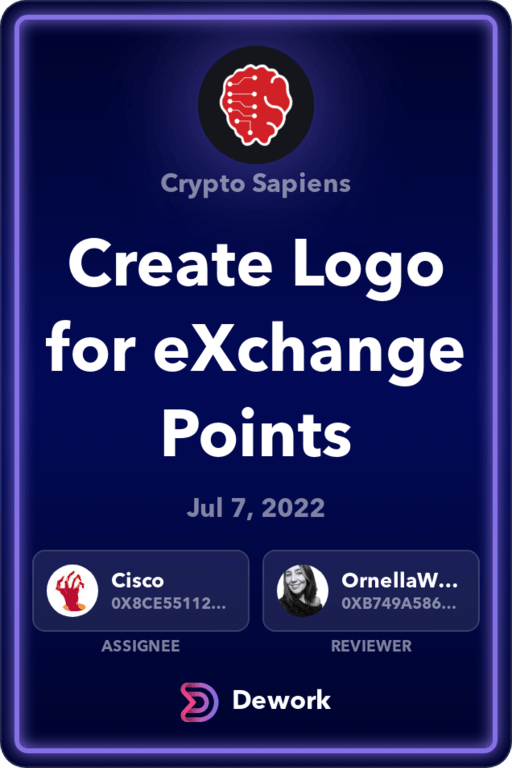 Crypto Sapiens
Create Logo
for eXchange
Points
Jul 7, 2022
Cisco
0X8CE55112...
ASSIGNEE
OrnellaW...
0XB749A586...
REVIEWER
Dework